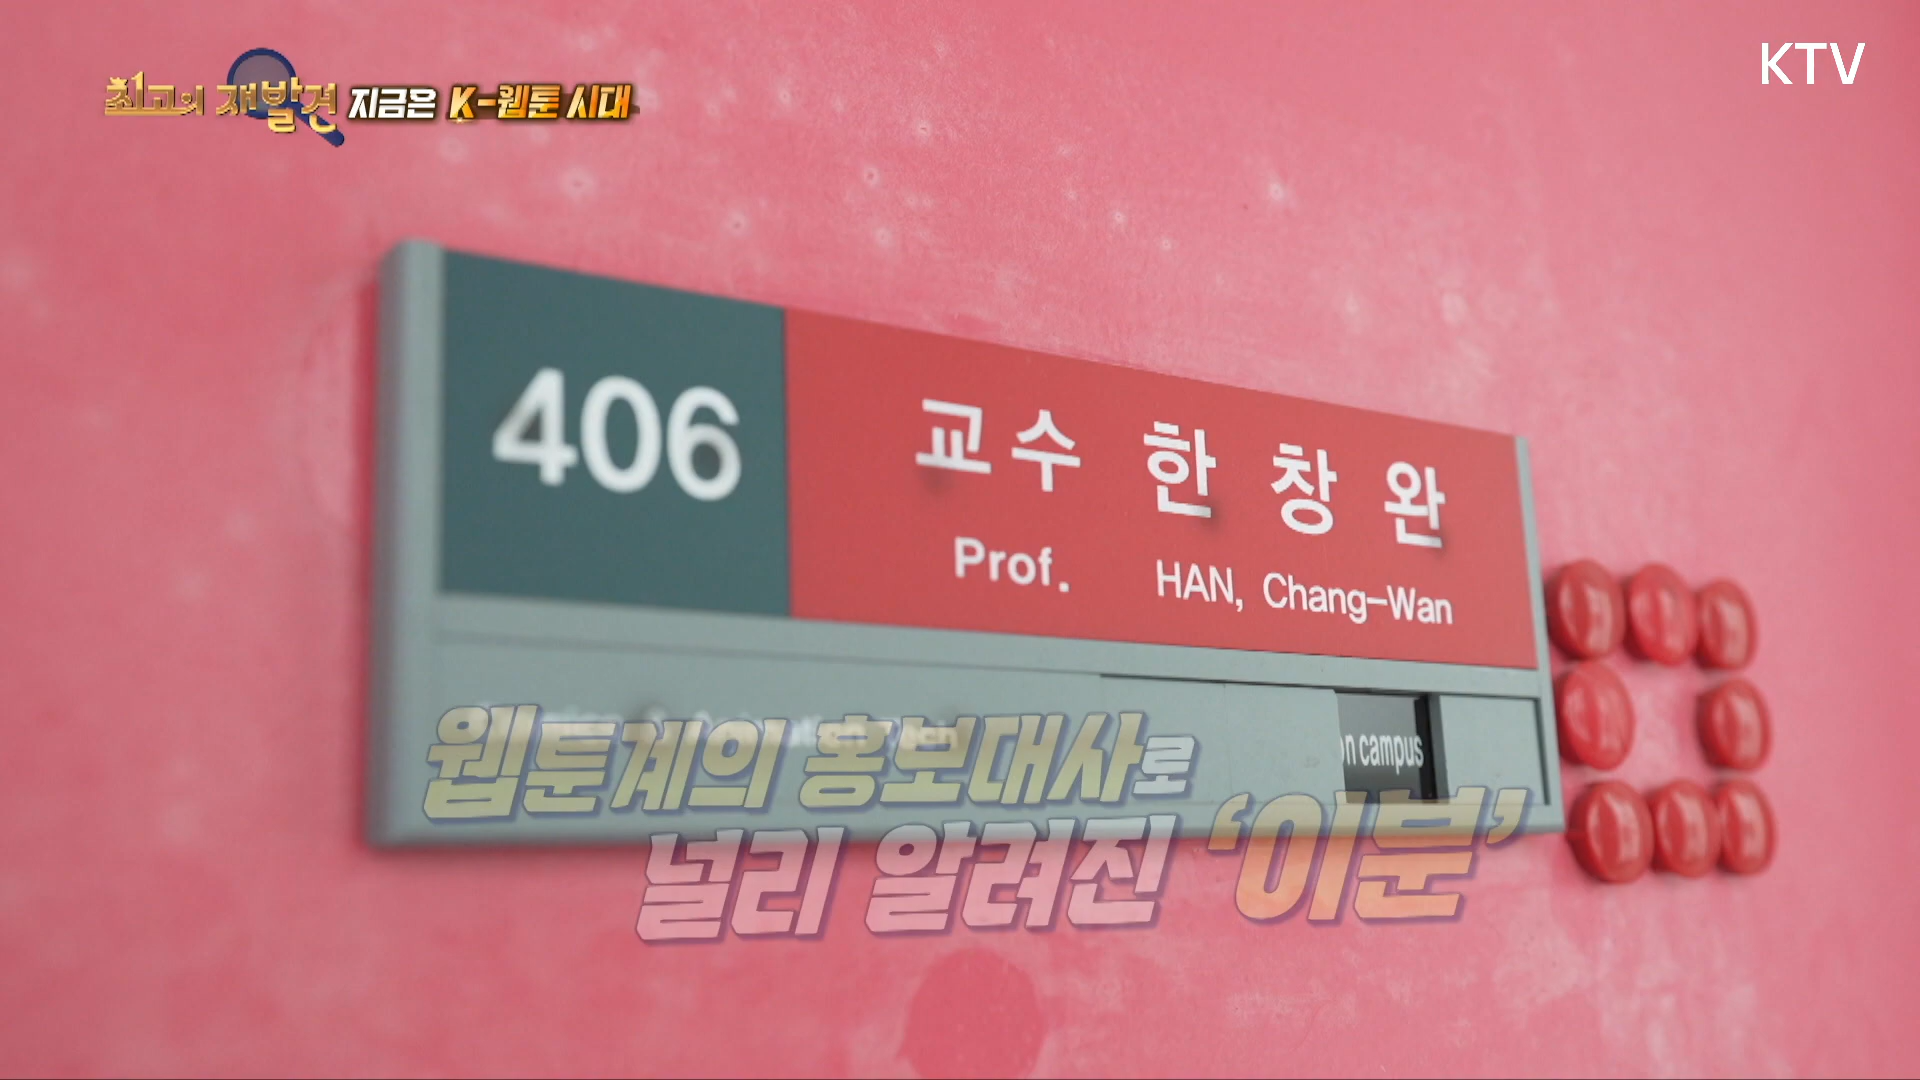 최고의 재발견 지금은 K-웹툰 시대
KTV
406
교수 한창완
Prof. HAN, Chang-Wan
on campus
웹툰계의 홍보대사로
널리 알려진 '이분'